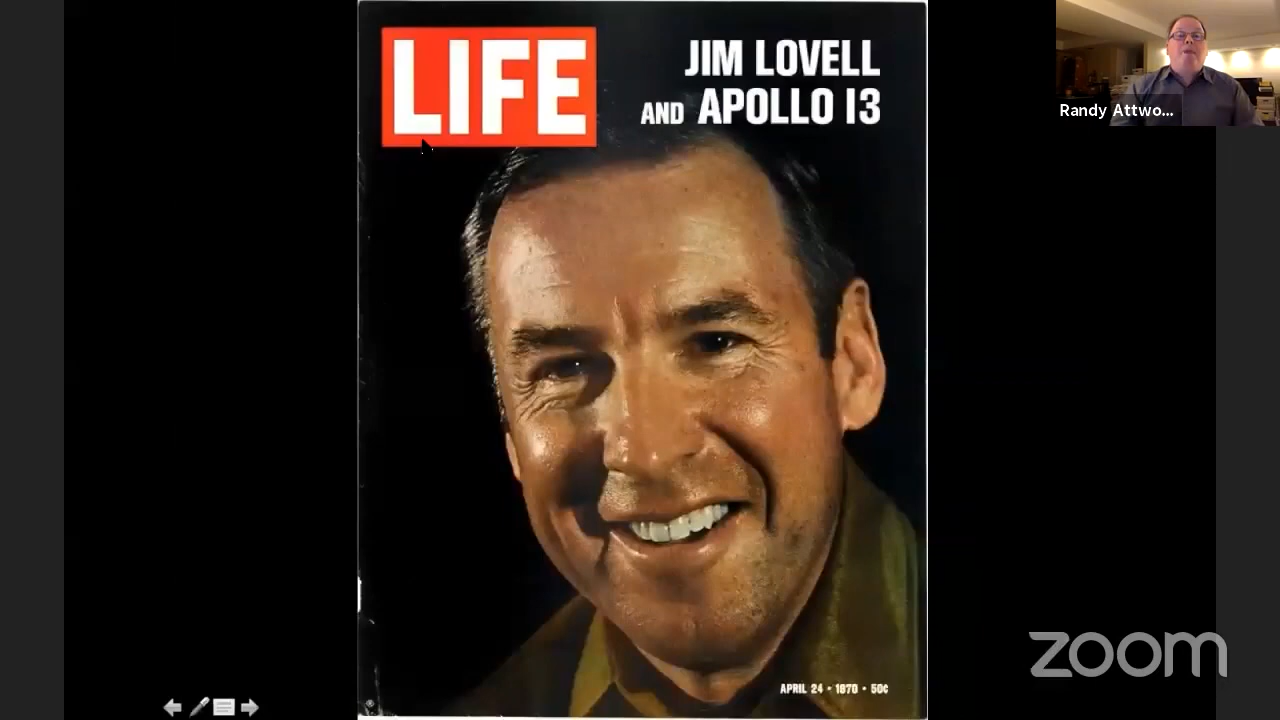 LIFE
JIM LOVELL
AND APOLLO 13
Randy Attwo...
zoom
APRIL 24 • 1970 • 50¢